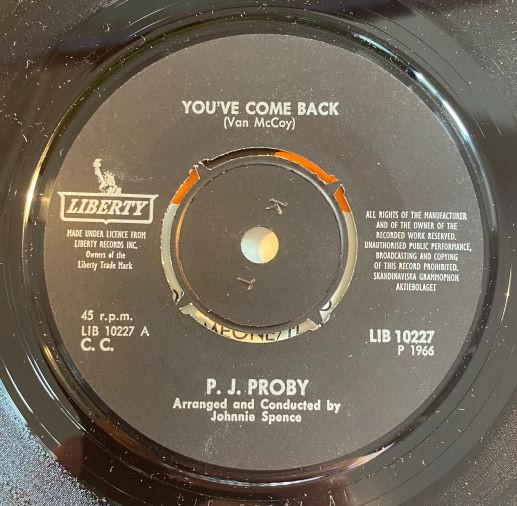 YOU'VE COME BACK
(Van McCoy)
LIBERTY
MADE UNDER LICENCE FROM
LIBERTY RECORDS INC.
Owners of the
Liberty Trade Mark
ALL RIGHTS OF THE MANUFACTURER
AND OF THE OWNER OF THE
RECORDED WORK RESERVED.
UNAUTHORISED PUBLIC PERFORMANCE,
BROADCASTING AND COPYING
OF THIS RECORD PROHIBITED.
SKANDINAVISKA GRAMMOPHON
AKTIEBOLAGET
45 r.p.m.
LIB 10227 A
C. C.
LIB 10227
P 1966
P. J. PROBY
Arranged and Conducted by
Johnnie Spence